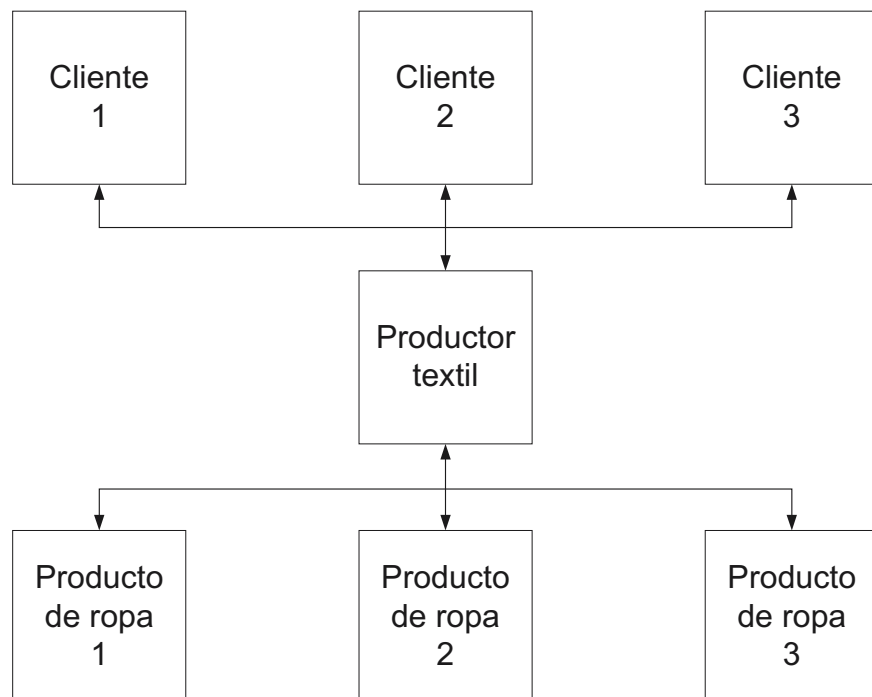 Cliente
1
Cliente
2
Cliente
3
Productor
textil
Producto
de ropa
1
Producto
de ropa
2
Producto
de ropa
3